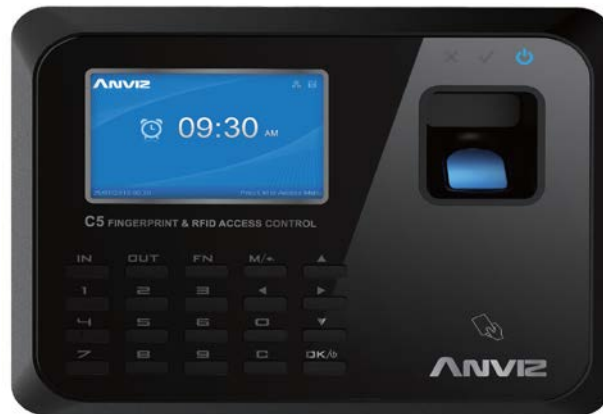 ANVIZ
09:30 AM
C5 FINGERPRINT & RFID ACCESS CONTROL
IN OUT FN M/
1 2 3
4 5 6 0
7 8 9 C OK/
ANVIZ